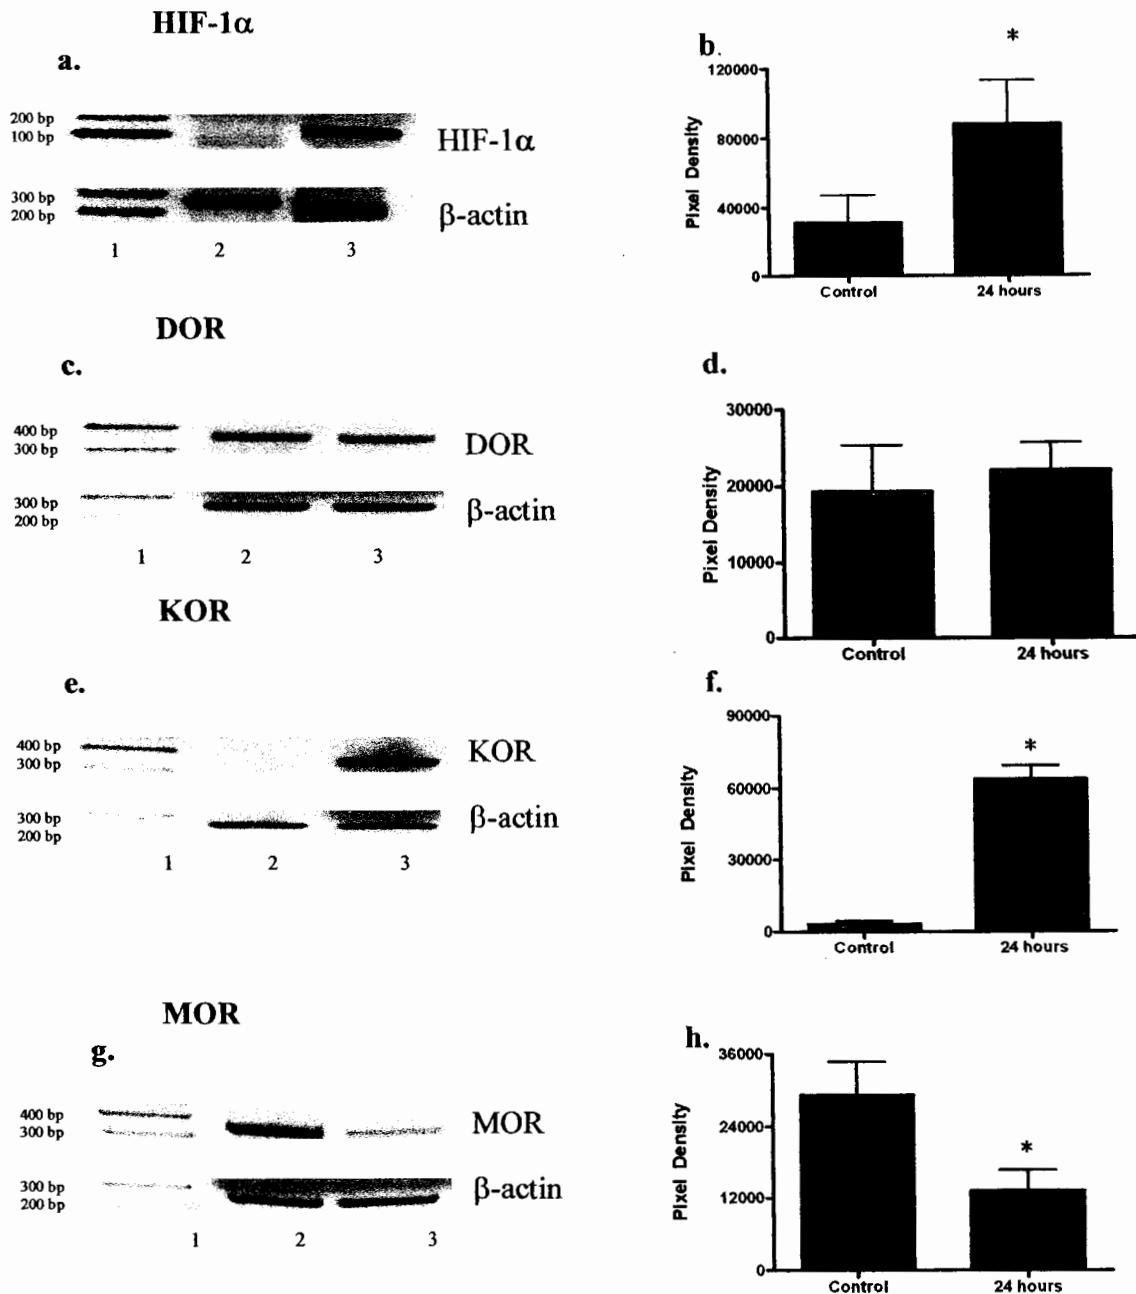 HIF-1α
a.
200 bp
100 bp
HIF-1α
300 bp
200 bp
β-actin
1 2 3
b.
*
120000
80000
40000
0
Pixel Density
Control 24 hours
DOR
c.
400 bp
300 bp
DOR
300 bp
200 bp
β-actin
1 2 3
d.
30000
20000
10000
0
Pixel Density
Control 24 hours
KOR
e.
400 bp
300 bp
KOR
300 bp
200 bp
β-actin
1 2 3
f.
90000
60000
30000
0
*
Pixel Density
Control 24 hours
MOR
g.
400 bp
300 bp
MOR
300 bp
200 bp
β-actin
1 2 3
h.
36000
24000
12000
0
*
Pixel Density
Control 24 hours